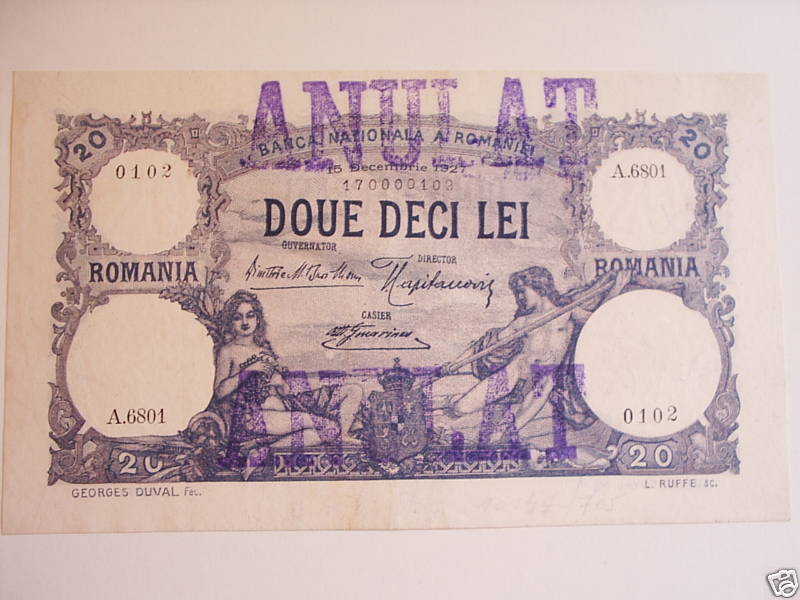 ANULAT
20 20
BANCA NATIONALA A ROMANIEI
0102 15 Decembrie 1927 A.6801
170000102
DOUE DECI LEI
GUVERNATOR DIRECTOR
ROMANIA ROMANIA
CASIER
ANULAT
A.6801 0102
20 20
GEORGES DUVAL Fec. L. RUFFE sc.